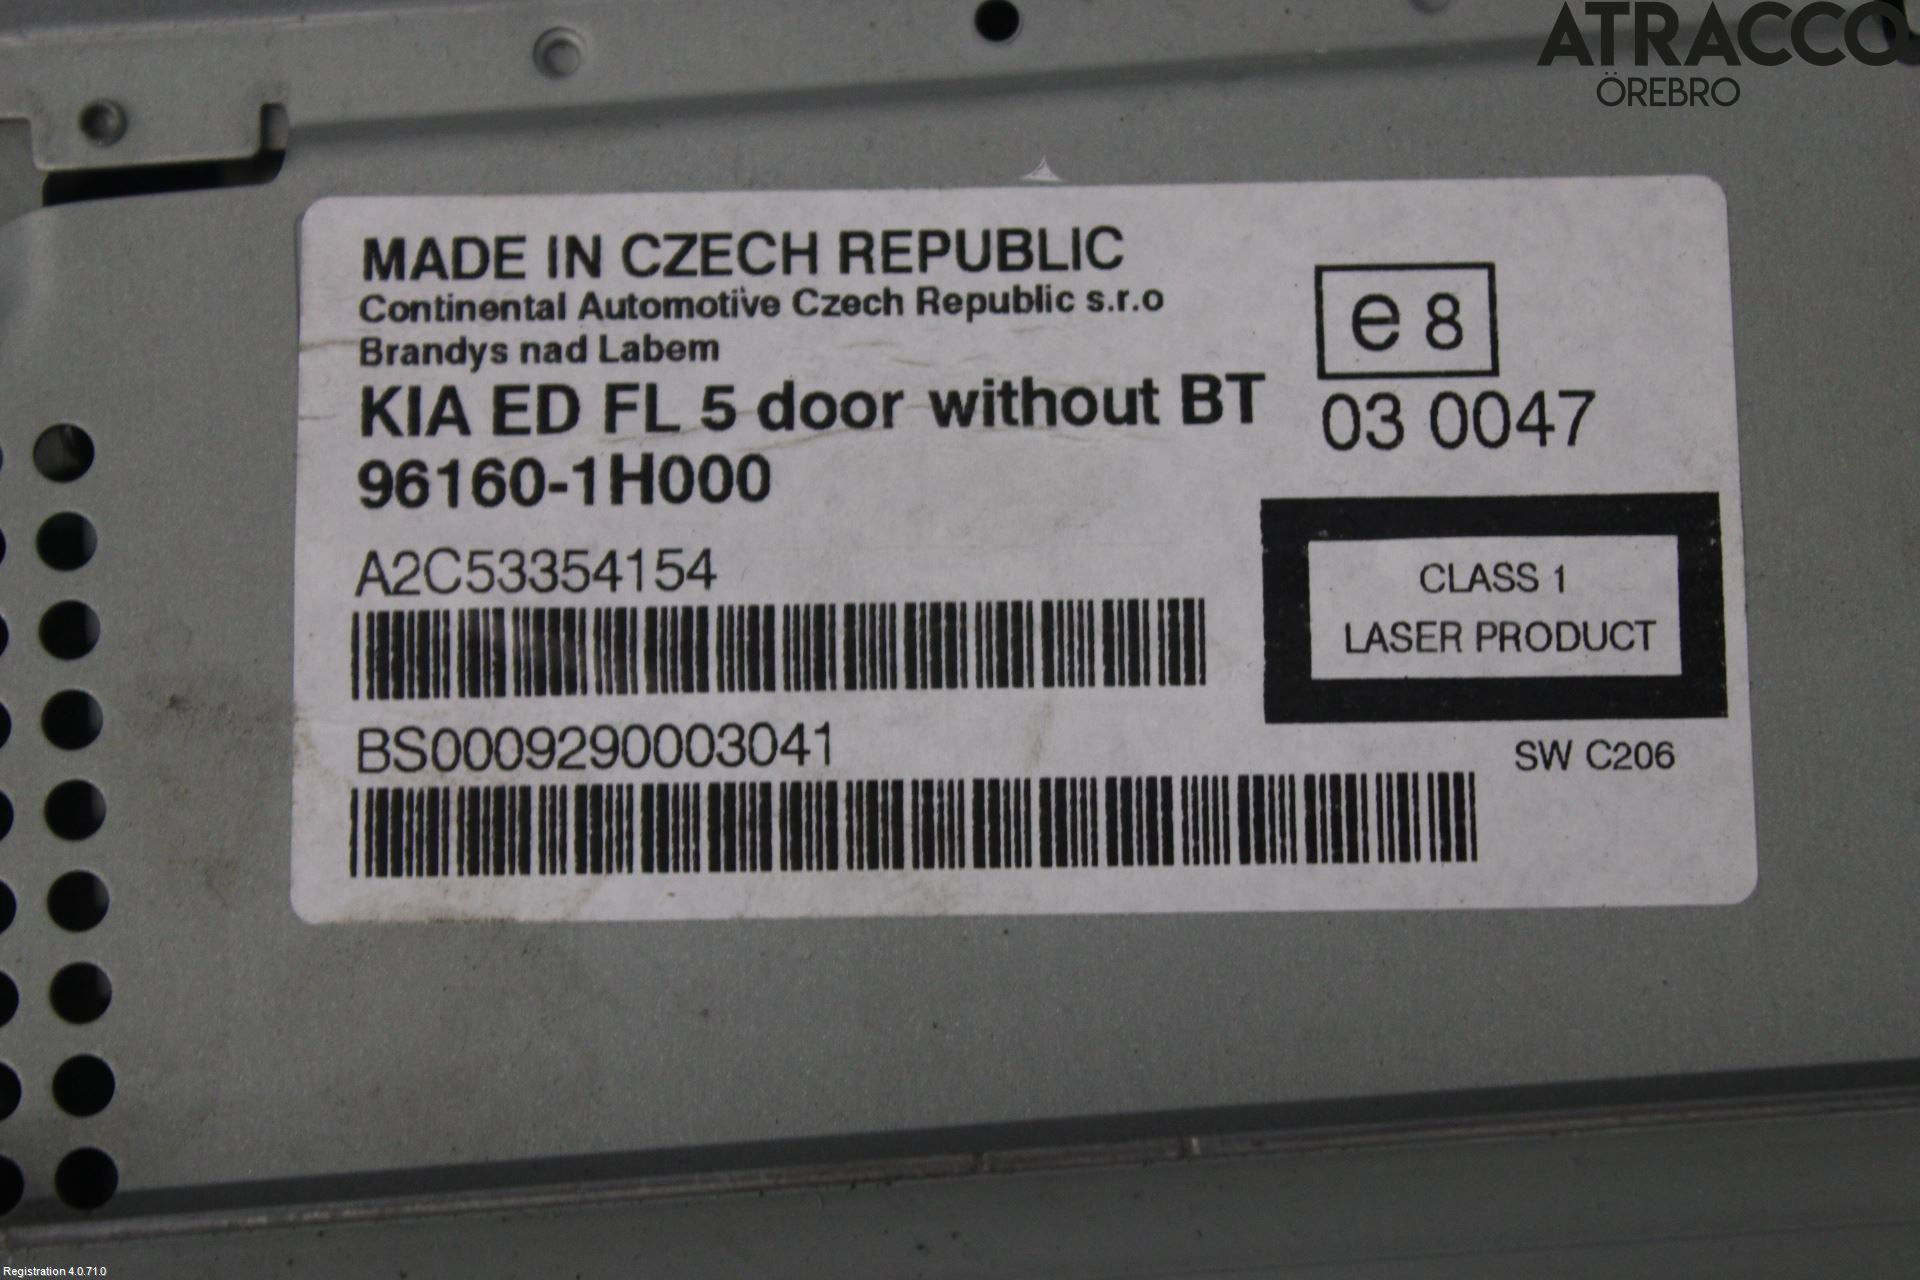 ATRACCO
ÖREBRO
MADE IN CZECH REPUBLIC
Continental Automotive Czech Republic s.r.o
Brandys nad Labem
KIA ED FL 5 door without BT
96160-1H000
e8
03 0047
A2C53354154
CLASS 1
LASER PRODUCT
BS0009290003041
SW C206
Registration 4.0.71.0